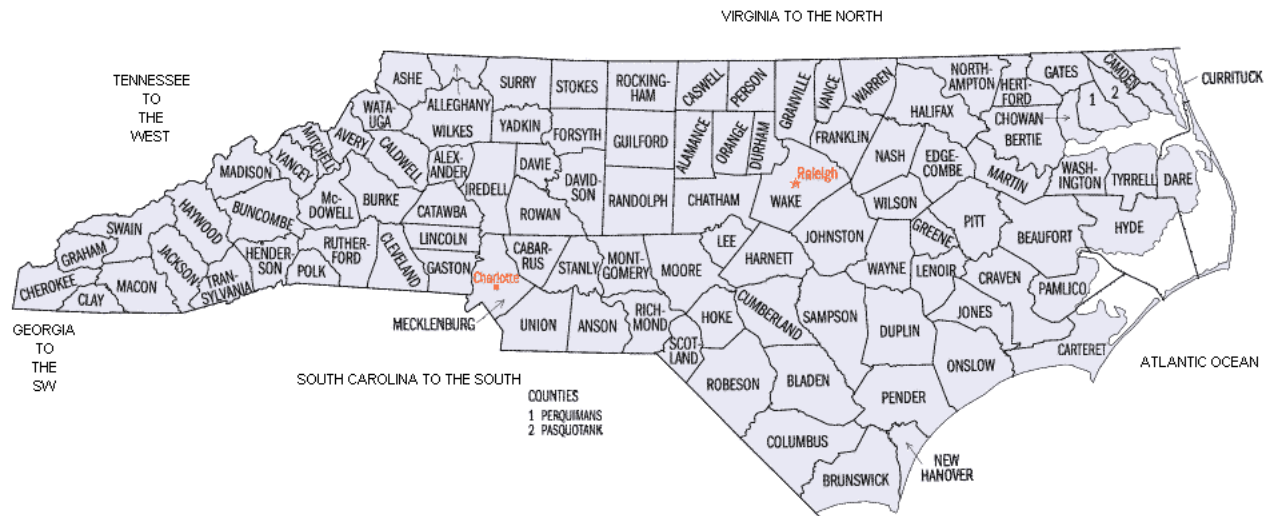 VIRGINIA TO THE NORTH
TENNESSEE
TO
THE
WEST
ASHE
ALLEGHANY
SURRY
STOKES
ROCKING-
HAM
CASWELL
PERSON
GRANVILLE
VANCE
WARREN
NORTH-
AMPTON
HERT-
FORD
GATES
CAMDEN
CURRITUCK
1
2
WATA-
UGA
WILKES
YADKIN
FORSYTH
GUILFORD
ALAMANCE
ORANGE
DURHAM
FRANKLIN
HALIFAX
CHOWAN
BERTIE
MITCHELL
AVERY
CALDWELL
ALEX-
ANDER
IREDELL
DAVIE
DAVID-
SON
RANDOLPH
CHATHAM
Raleigh
WAKE
NASH
EDGE-
COMBE
MARTIN
WASH-
INGTON
TYRRELL
DARE
MADISON
YANCEY
Mc-
DOWELL
BURKE
CATAWBA
ROWAN
WILSON
PITT
BEAUFORT
HYDE
SWAIN
HAYWOOD
BUNCOMBE
RUTHER-
FORD
CLEVELAND
LINCOLN
GASTON
CABAR-
RUS
STANLY
MONT-
GOMERY
MOORE
LEE
HARNETT
JOHNSTON
GREENE
WAYNE
LENOIR
CRAVEN
PAMLICO
GRAHAM
CHEROKEE
CLAY
MACON
JACKSON
TRAN-
SYLVANIA
HENDER-
SON
POLK
Charlotte
MECKLENBURG
UNION
ANSON
RICH-
MOND
SCOT-
LAND
HOKE
CUMBERLAND
SAMPSON
DUPLIN
JONES
ONSLOW
CARTERET
GEORGIA
TO
THE
SW
SOUTH CAROLINA TO THE SOUTH
ATLANTIC OCEAN
ROBESON
BLADEN
PENDER
COLUMBUS
BRUNSWICK
NEW
HANOVER
COUNTIES
1 PERQUIMANS
2 PASQUOTANK